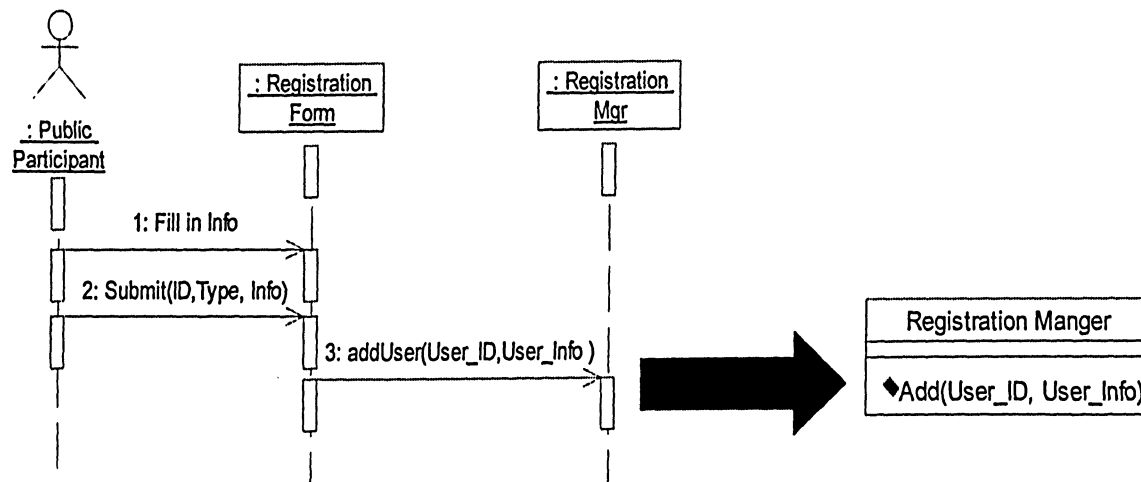 : Public
Participant
: Registration
Form
: Registration
Mgr
1: Fill in Info
2: Submit(ID,Type, Info)
3: addUser(User_ID,User_Info )
Registration Manger
Add(User_ID, User_Info)